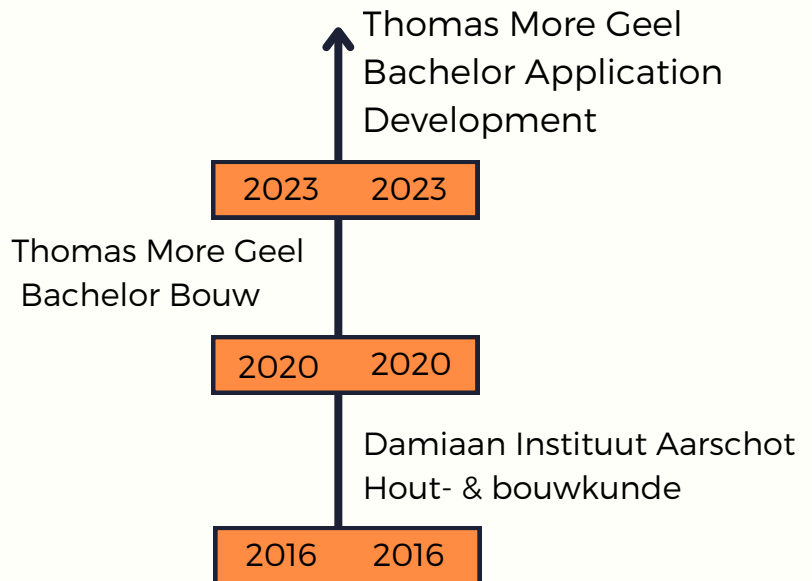 Thomas More Geel
Bachelor Application
Development
2023 2023
Thomas More Geel
Bachelor Bouw
2020 2020
Damiaan Instituut Aarschot
Hout- & bouwkunde
2016 2016